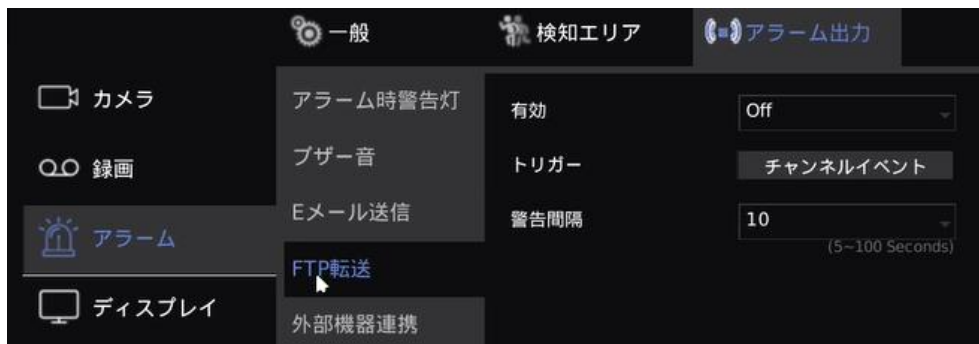 一般
検知エリア
アラーム出力
カメラ
録画
アラーム
ディスプレイ
アラーム時警告灯
ブザー音
Eメール送信
FTP転送
外部機器連携
有効
Off
トリガー
チャンネルイベント
警告間隔
10
(5~100 Seconds)